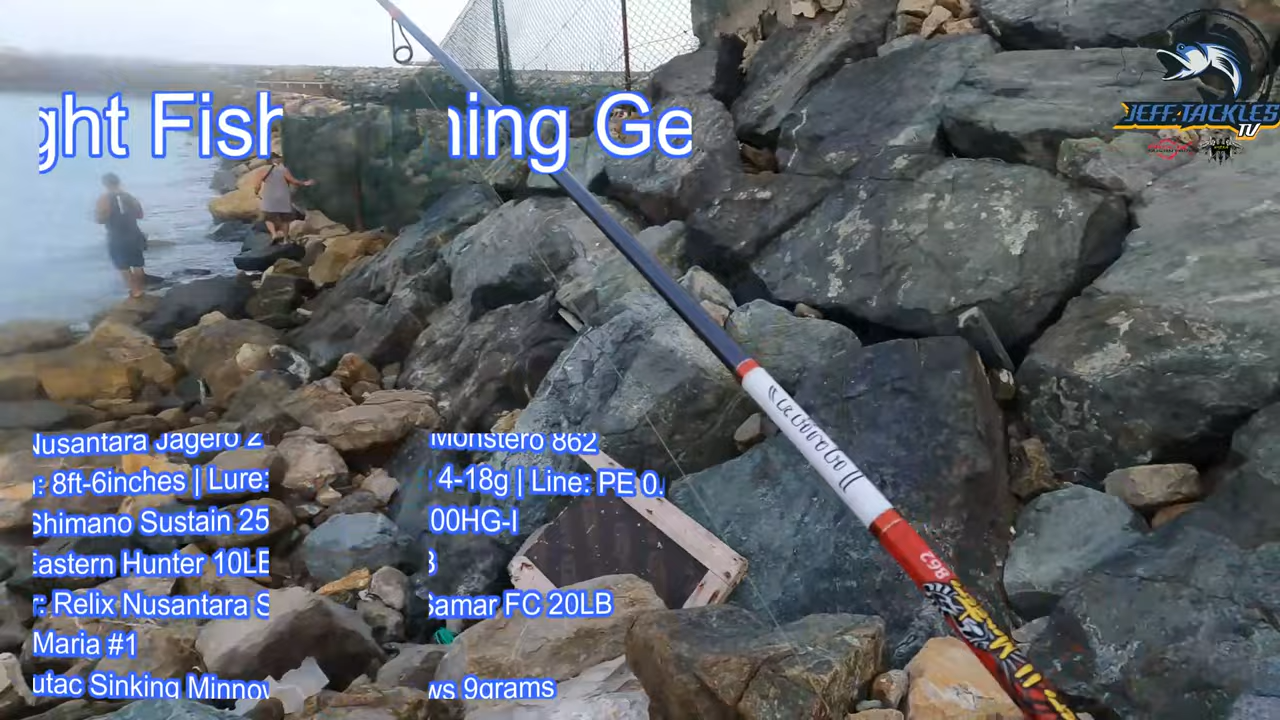 ght Fish ning Ge
JEFF.TACKLES
TV
Nusantara Jagero 2 Monstero 862
: 8ft-6inches | Lure: 4-18g | Line: PE 0.
Shimano Sustain 25 00HG-I
Eastern Hunter 10LB
r: Relix Nusantara S Samar FC 20LB
Maria #1
utac Sinking Minnow ws 9grams
862